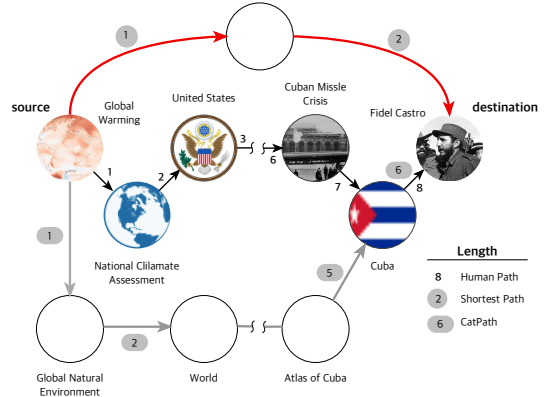 1
2
Cuban Missle
Crisis
source
Global
Warming
United States
Fidel Castro
destination
1
2
3
6
7
6
8
National Clilamate
Assessment
Cuba
1
5
2
Global Natural
Environment
World
Atlas of Cuba
Length
8 Human Path
2 Shortest Path
6 CatPath